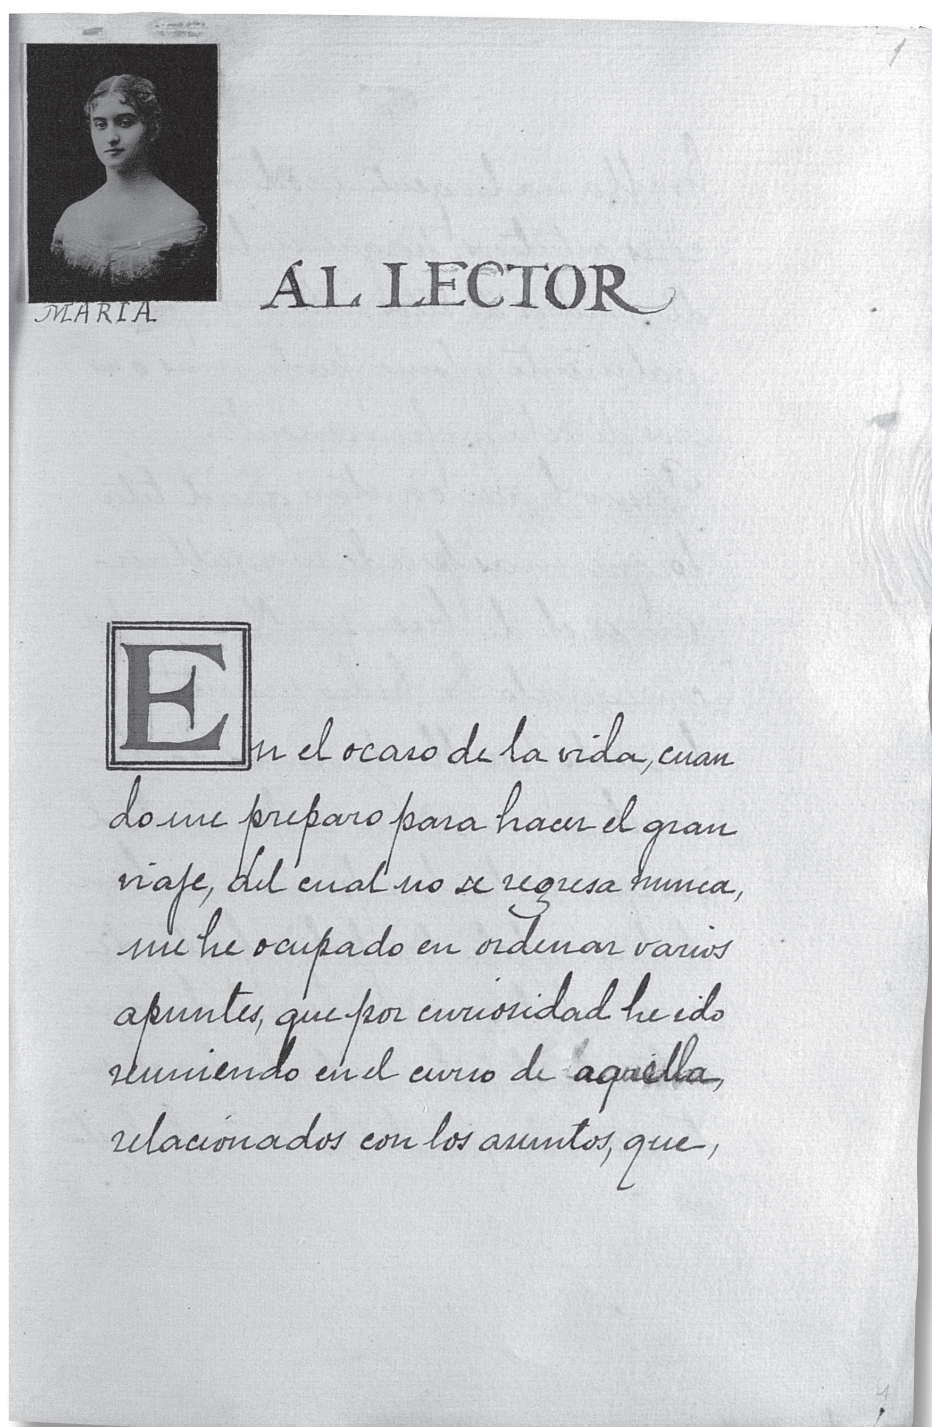 1
MARIA
AL LECTOR
En el ocaso de la vida, cuan
do me preparo para hacer el gran
viaje, del cual no se regresa nunca,
me he ocupado en ordenar varios
apuntes, que por curiosidad he ido
reuniendo en el curso de aquella,
relacionados con los asuntos, que,